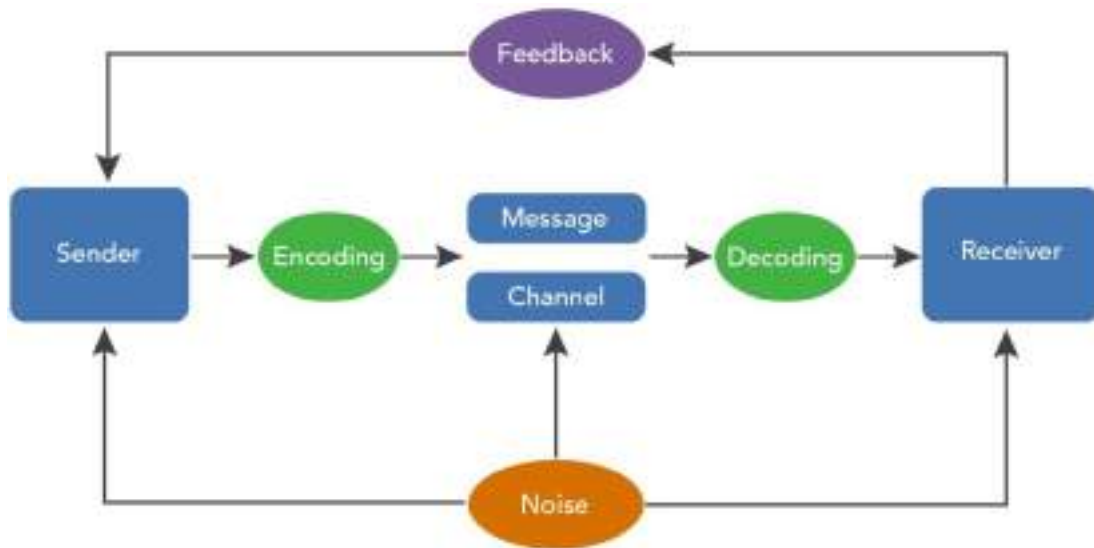 Feedback
Sender
Encoding
Message
Channel
Decoding
Receiver
Noise